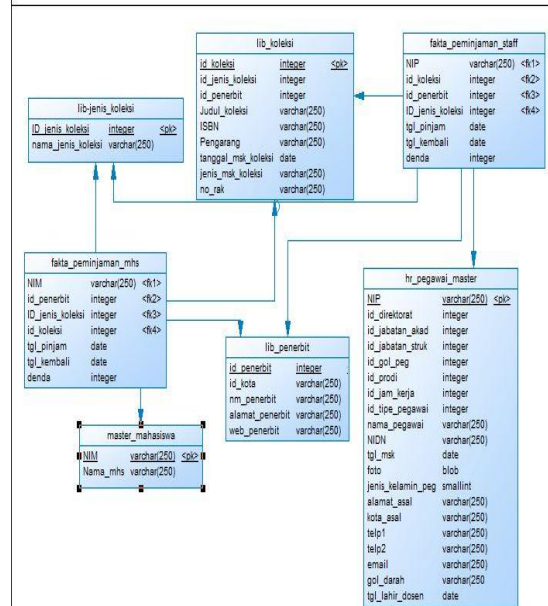 lib_koleksi
id_koleksi integer <pk>
id_jenis_koleksi integer
id_penerbit integer
Judul_koleksi varchar(250)
ISBN varchar(250)
Pengarang varchar(250)
tanggal_msk_koleksi date
jenis_msk_koleksi varchar(250)
no_rak varchar(250)
fakta_peminjaman_staff
NIP varchar(250) <fk1>
id_koleksi integer <fk2>
id_penerbit integer <fk3>
ID_jenis_koleksi integer <fk4>
tgl_pinjam date
tgl_kembali date
denda integer
lib-jenis_koleksi
ID_jenis_koleksi integer <pk>
nama_jenis_koleksi varchar(250)
fakta_peminjaman_mhs
NIM varchar(250) <fk1>
id_penerbit integer <fk2>
ID_jenis_koleksi integer <fk3>
id_koleksi integer <fk4>
tgl_pinjam date
tgl_kembali date
denda integer
lib_penerbit
id_penerbit integer
id_kota varchar(250)
nm_penerbit varchar(250)
alamat_penerbit varchar(250)
web_penerbit varchar(250)
master_mahasiswa
NIM varchar(250) <pk>
Nama_mhs varchar(250)
hr_pegawai_master
NIP varchar(250) <pk>
id_direktorat integer
id_jabatan_akad integer
id_jabatan_struk integer
id_gol_peg integer
id_prodi integer
id_jam_kerja integer
id_tipe_pegawai integer
nama_pegawai varchar(250)
NIDN varchar(250)
tgl_msk date
foto blob
jenis_kelamin_peg smallint
alamat_asal varchar(250)
kota_asal varchar(250)
telp1 varchar(250)
telp2 varchar(250)
email varchar(250)
gol_darah varchar(250
tgl_lahir_dosen date